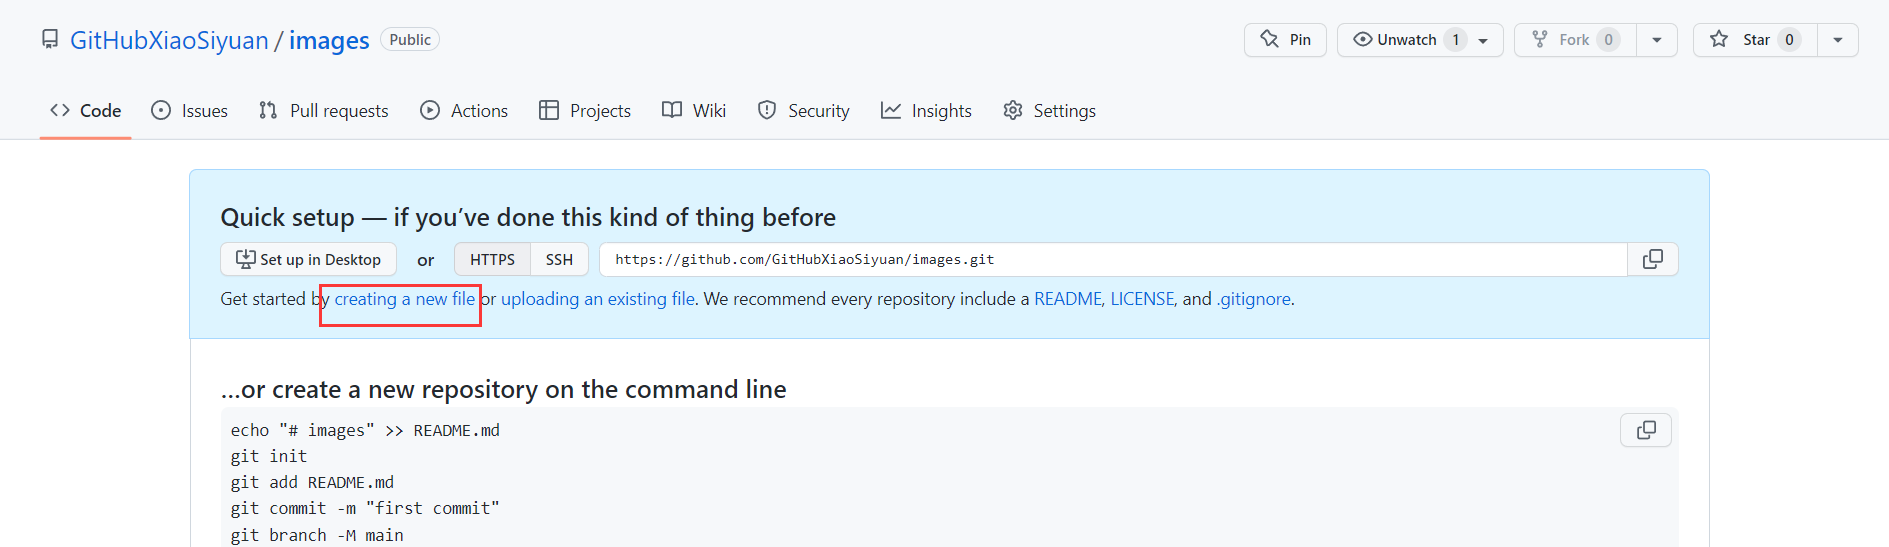 GitHubXiaoSiyuan / images Public Pin Unwatch 1 Fork 0 Star 0
Code Issues Pull requests Actions Projects Wiki Security Insights Settings
Quick setup — if you’ve done this kind of thing before
Set up in Desktop or HTTPS SSH https://github.com/GitHubXiaoSiyuan/images.git
Get started by creating a new file or uploading an existing file. We recommend every repository include a README, LICENSE, and .gitignore.
…or create a new repository on the command line
echo "# images" >> README.md
git init
git add README.md
git commit -m "first commit"
git branch -M main